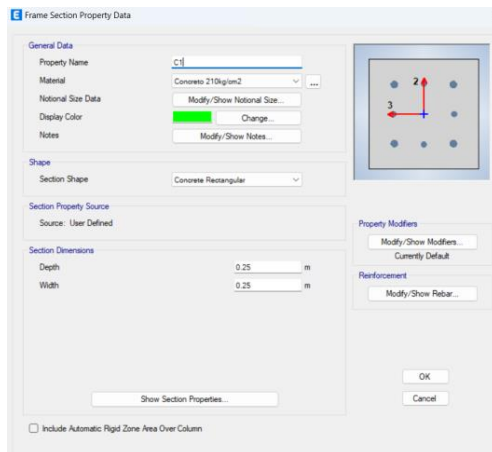 Frame Section Property Data
General Data
Property Name C1
Material Concreto 210kg/cm2 ...
Notional Size Data Modify/Show Notional Size...
Display Color Change...
Notes Modify/Show Notes...
2
3
Shape
Section Shape Concrete Rectangular
Section Property Source
Source: User Defined
Property Modifiers
Modify/Show Modifiers...
Currently Default
Section Dimensions
Depth 0.25 m
Width 0.25 m
Reinforcement
Modify/Show Rebar...
Show Section Properties...
OK
Cancel
Include Automatic Rigid Zone Area Over Column